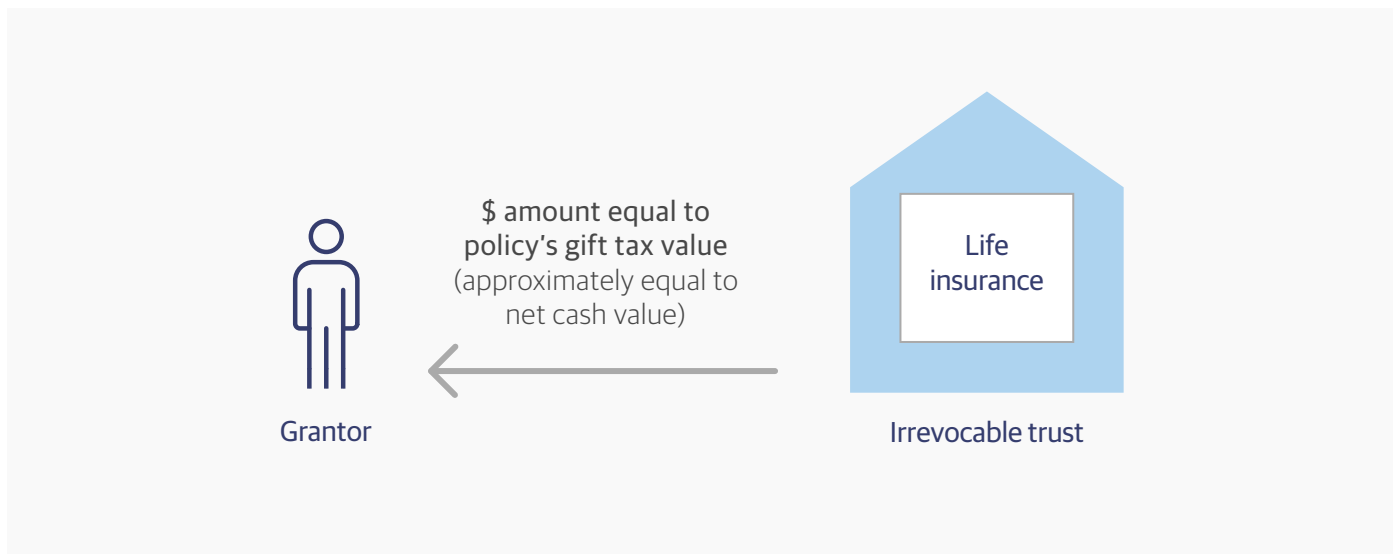 $ amount equal to
policy's gift tax value
(approximately equal to
net cash value)
Life
insurance
Grantor
Irrevocable trust